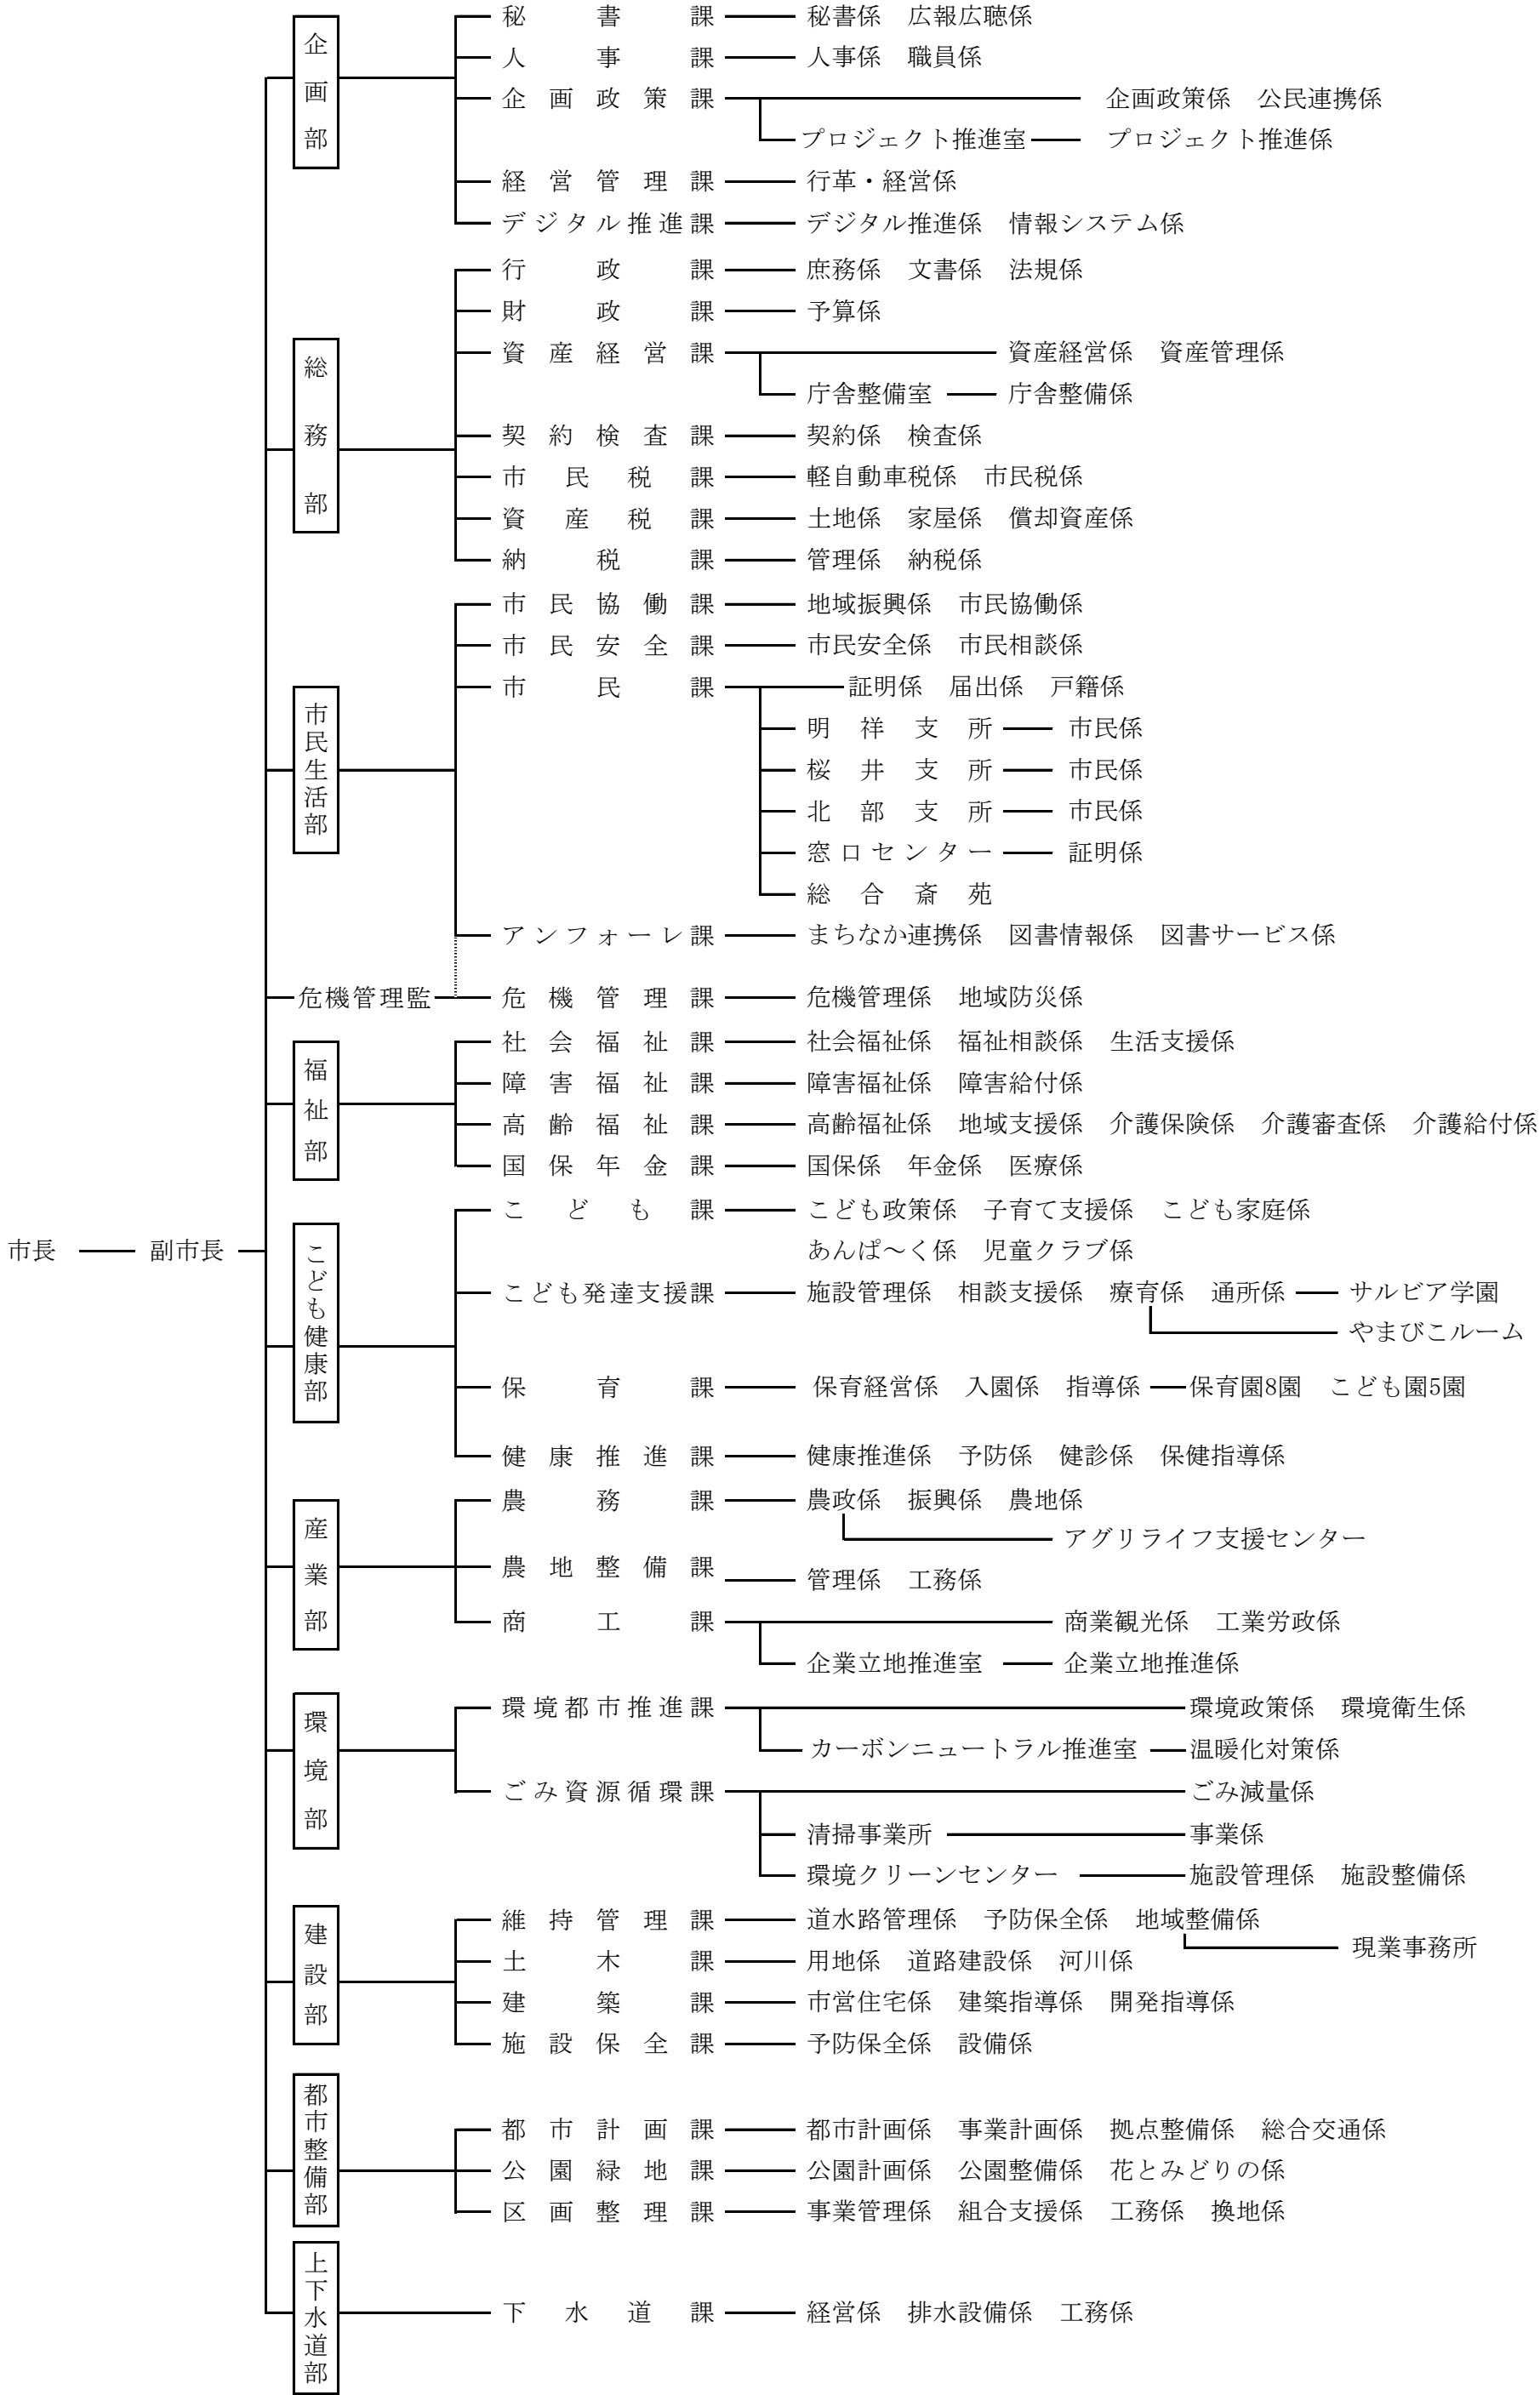 市長 副市長
企画部
秘書課 秘書係 広報広聴係
人事課 人事係 職員係
企画政策課 企画政策係 公民連携係
プロジェクト推進室 プロジェクト推進係
経営管理課 行革・経営係
デジタル推進課 デジタル推進係 情報システム係
総務部
行政課 庶務係 文書係 法規係
財政課 予算係
資産経営課 資産経営係 資産管理係
庁舎整備室 庁舎整備係
契約検査課 契約係 検査係
市民税課 軽自動車税係 市民税係
資産税課 土地係 家屋係 償却資産係
納税課 管理係 納税係
市民生活部
市民協働課 地域振興係 市民協働係
市民安全課 市民安全係 市民相談係
市民課 証明係 届出係 戸籍係
明祥支所 市民係
桜井支所 市民係
北部支所 市民係
窓口センター 証明係
総合斎苑
アンフォーレ課 まちなか連携係 図書情報係 図書サービス係
危機管理監 危機管理課 危機管理係 地域防災係
福祉部
社会福祉課 社会福祉係 福祉相談係 生活支援係
障害福祉課 障害福祉係 障害給付係
高齢福祉課 高齢福祉係 地域支援係 介護保険係 介護審査係 介護給付係
国保年金課 国保係 年金係 医療係
こども健康部
こども課 こども政策係 子育て支援係 こども家庭係
あんぱ～く係 児童クラブ係
こども発達支援課 施設管理係 相談支援係 療育係 通所係 サルビア学園
やまびこルーム
保育課 保育経営係 入園係 指導係 保育園8園 こども園5園
健康推進課 健康推進係 予防係 健診係 保健指導係
産業部
農務課 農政係 振興係 農地係
アグリライフ支援センター
農地整備課 管理係 工務係
商工課 商業観光係 工業労政係
企業立地推進室 企業立地推進係
環境部
環境都市推進課 環境政策係 環境衛生係
カーボンニュートラル推進室 温暖化対策係
ごみ資源循環課 ごみ減量係
清掃事業所 事業係
環境クリーンセンター 施設管理係 施設整備係
建設部
維持管理課 道水路管理係 予防保全係 地域整備係
現業事務所
土木課 用地係 道路建設係 河川係
建築課 市営住宅係 建築指導係 開発指導係
施設保全課 予防保全係 設備係
都市整備部
都市計画課 都市計画係 事業計画係 拠点整備係 総合交通係
公園緑地課 公園計画係 公園整備係 花とみどりの係
区画整理課 事業管理係 組合支援係 工務係 換地係
上下水道部
下水道課 経営係 排水設備係 工務係